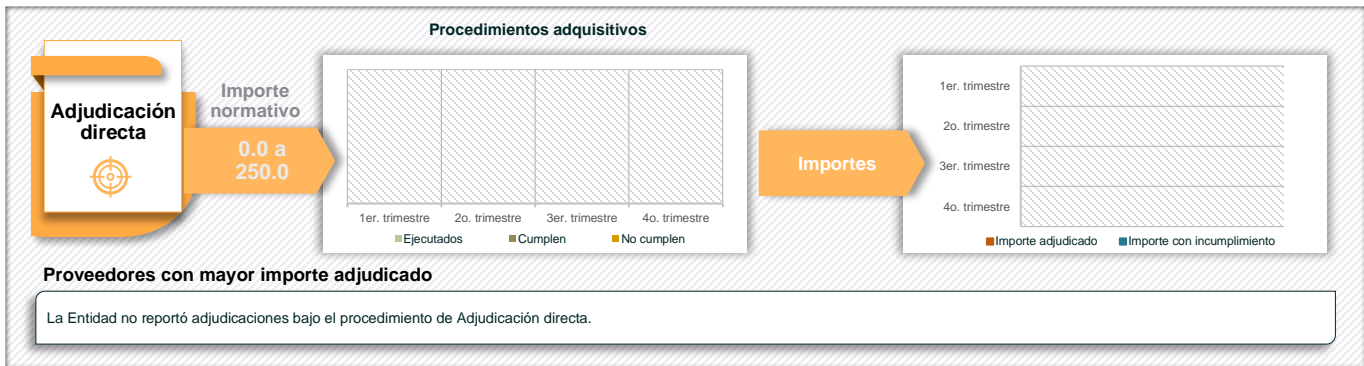 Procedimientos adquisitivos
Adjudicación
directa
Importe
normativo
0.0 a
250.0
1er. trimestre
2o. trimestre
3er. trimestre
4o. trimestre
Ejecutados
Cumplen
No cumplen
Importes
1er. trimestre
2o. trimestre
3er. trimestre
4o. trimestre
Importe adjudicado
Importe con incumplimiento
Proveedores con mayor importe adjudicado
La Entidad no reportó adjudicaciones bajo el procedimiento de Adjudicación directa.